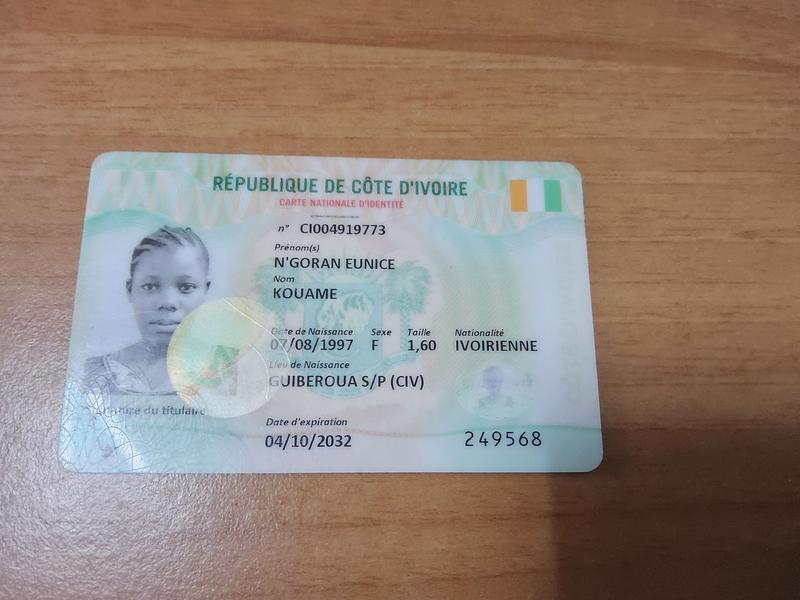 RÉPUBLIQUE DE CÔTE D'IVOIRE
CARTE NATIONALE D'IDENTITÉ
n° CI004919773
Prénom(s)
N'GORAN EUNICE
Nom
KOUAME
Date de Naissance Sexe Taille Nationalité
07/08/1997 F 1,60 IVOIRIENNE
Lieu de Naissance
GUIBEROUA S/P (CIV)
du titulaire
Date d'expiration
04/10/2032 249568